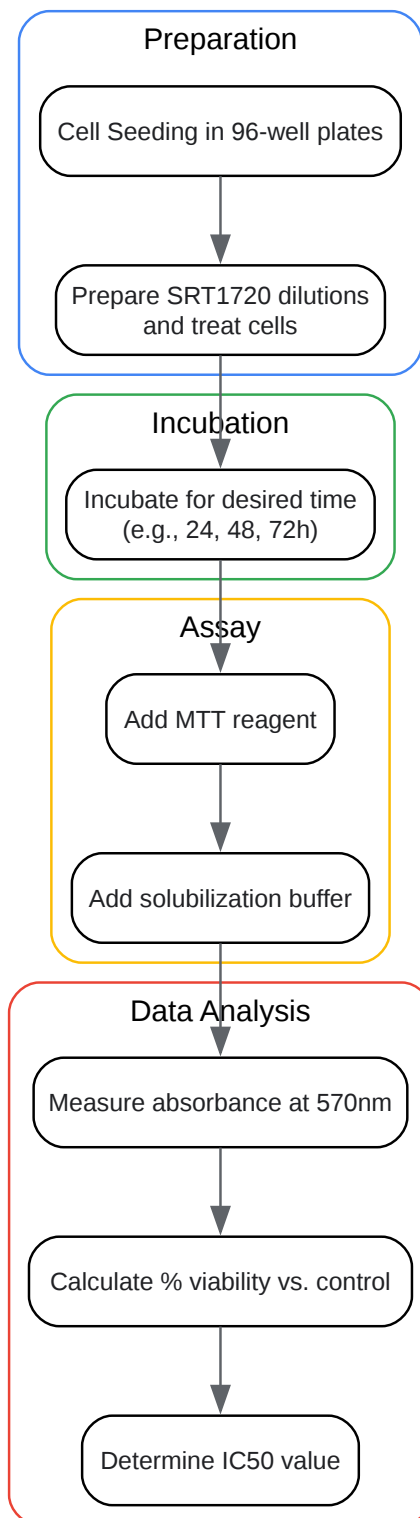 Preparation
Cell Seeding in 96-well plates
Prepare SRT1720 dilutions
and treat cells
Incubation
Incubate for desired time
(e.g., 24, 48, 72h)
Assay
Add MTT reagent
Add solubilization buffer
Data Analysis
Measure absorbance at 570nm
Calculate % viability vs. control
Determine IC50 value